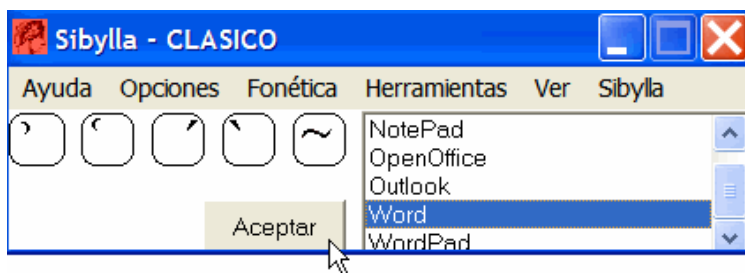 Sibylla - CLASICO
Ayuda Opciones Fonética Herramientas Ver Sibylla
NotePad
OpenOffice
Outlook
Word
WordPad
Aceptar